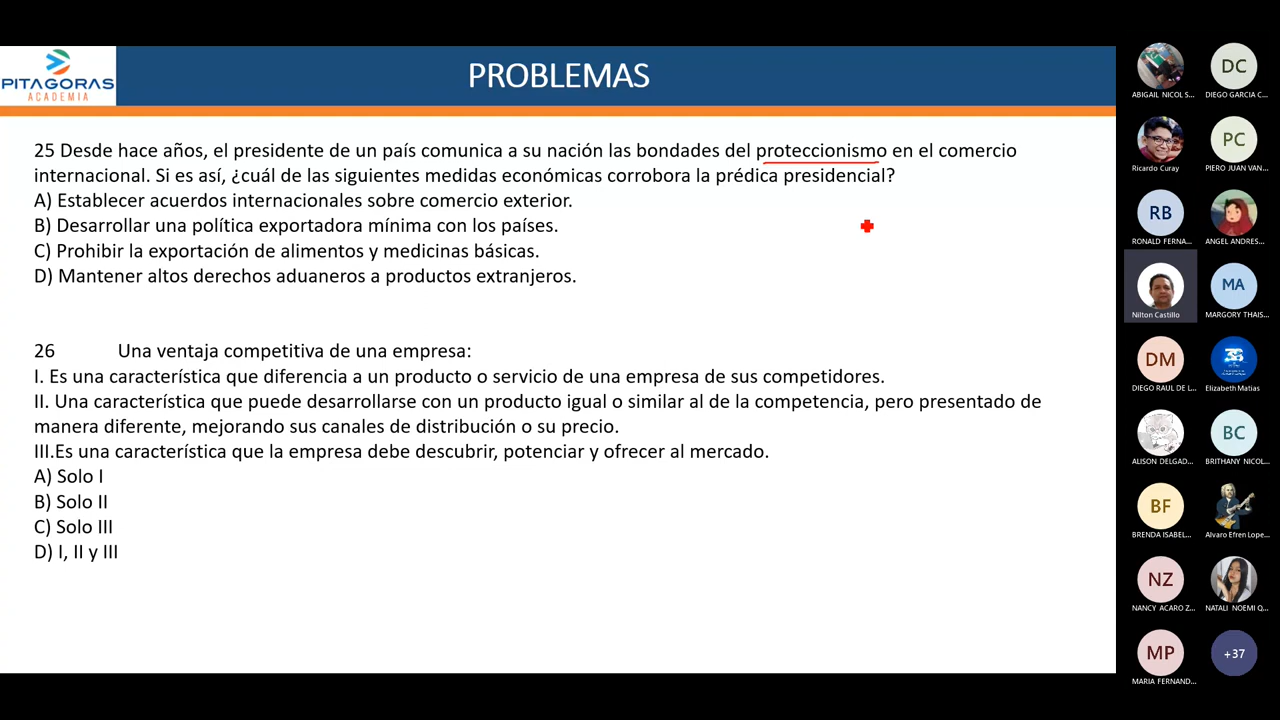 PITAGORAS
ACADEMIA
PROBLEMAS
25 Desde hace años, el presidente de un país comunica a su nación las bondades del proteccionismo en el comercio
internacional. Si es así, ¿cuál de las siguientes medidas económicas corrobora la prédica presidencial?
A) Establecer acuerdos internacionales sobre comercio exterior.
B) Desarrollar una política exportadora mínima con los países.
C) Prohibir la exportación de alimentos y medicinas básicas.
D) Mantener altos derechos aduaneros a productos extranjeros.
26 Una ventaja competitiva de una empresa:
I. Es una característica que diferencia a un producto o servicio de una empresa de sus competidores.
II. Una característica que puede desarrollarse con un producto igual o similar al de la competencia, pero presentado de
manera diferente, mejorando sus canales de distribución o su precio.
III.Es una característica que la empresa debe descubrir, potenciar y ofrecer al mercado.
A) Solo I
B) Solo II
C) Solo III
D) I, II y III
DC
ABIGAIL NICOL S...
DIEGO GARCIA C...
PC
Ricardo Curay
PIERO JUAN VAN...
RB
RONALD FERNA...
ANGEL ANDRES...
MA
Nilton Castillo
MARGORY THAIS...
DM
DIEGO RAUL DE L...
Elizabeth Matias
BC
ALISON DELGAD...
BRITHANY NICOL...
BF
BRENDA ISABEL...
Alvaro Efren Lope...
NZ
NANCY ACARO Z...
NATALI NOEMI Q...
MP
+37
MARIA FERNAND...